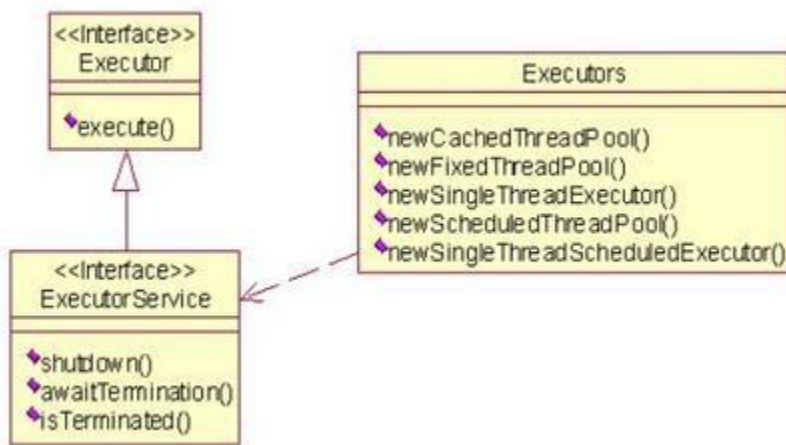 <<Interface>>
Executor
execute()
Executors
newCachedThreadPool()
newFixedThreadPool()
newSingleThreadExecutor()
newScheduledThreadPool()
newSingleThreadScheduledExecutor()
<<Interface>>
ExecutorService
shutdown()
awaitTermination()
isTerminated()